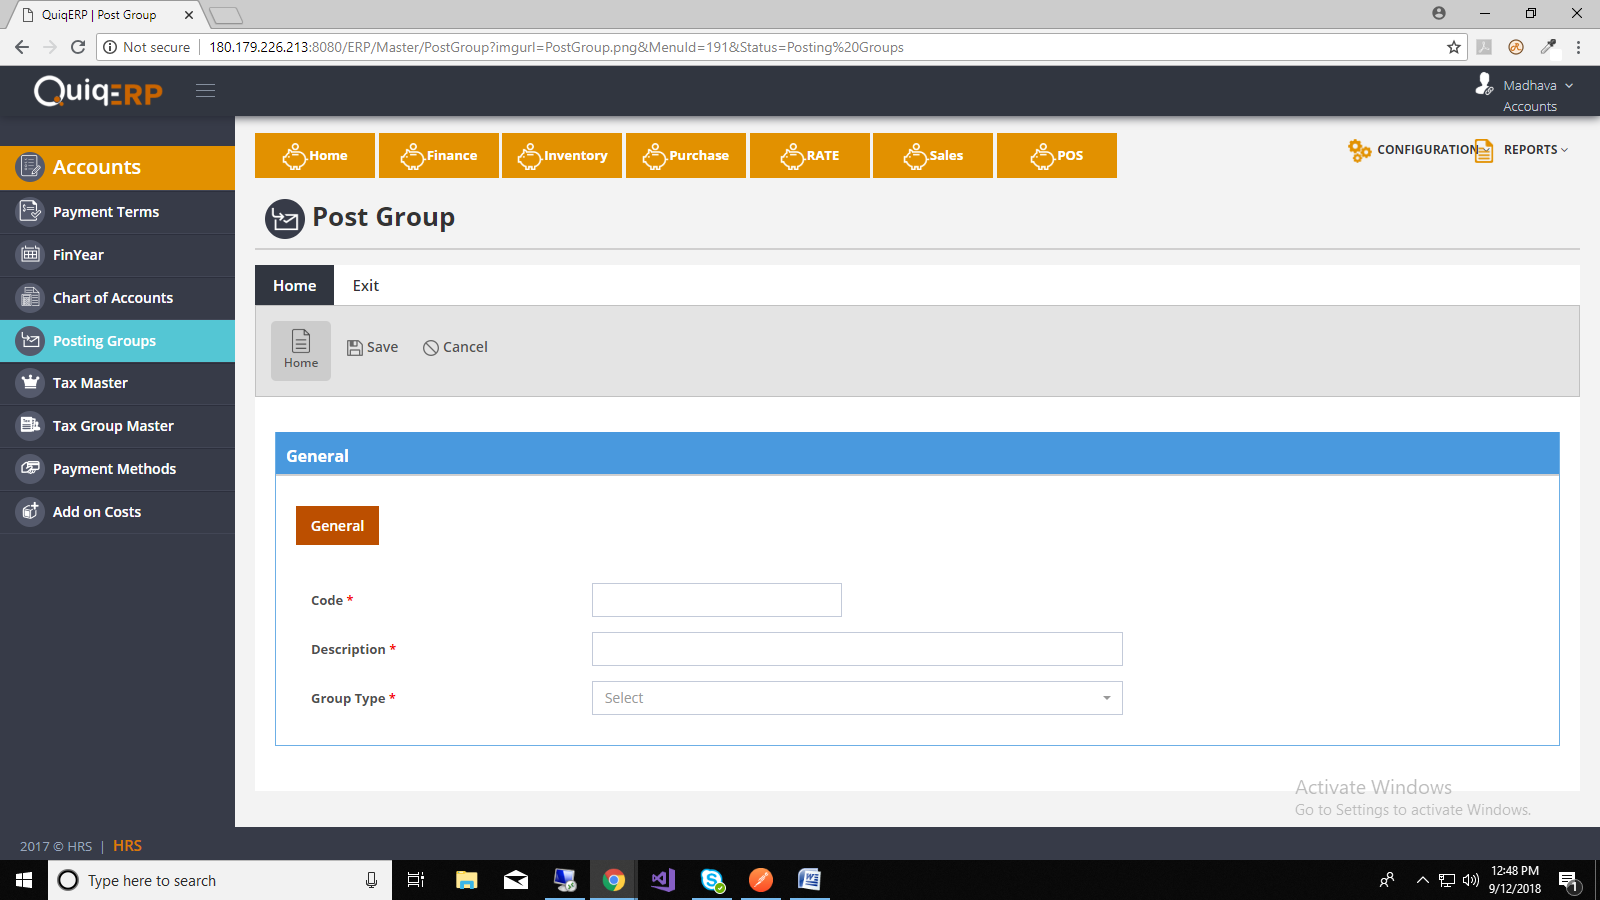 QuiqERP | Post Group
Not secure
180.179.226.213:8080/ERP/Master/PostGroup?imgurl=PostGroup.png&MenuId=191&Status=Posting%20Groups
QuiqERP
Madhava
Accounts
Accounts
Payment Terms
FinYear
Chart of Accounts
Posting Groups
Tax Master
Tax Group Master
Payment Methods
Add on Costs
Home
Finance
Inventory
Purchase
RATE
Sales
POS
CONFIGURATION
REPORTS
Post Group
Home
Exit
Home
Save
Cancel
General
General
Code *
Description *
Group Type *
Select
Activate Windows
Go to Settings to activate Windows.
2017 © HRS | HRS
Type here to search
12:48 PM
9/12/2018
1